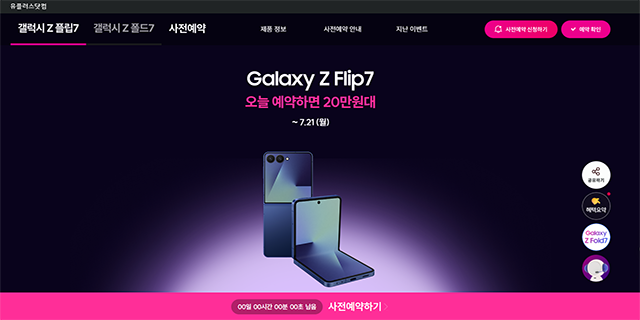 유플러스닷컴
갤럭시 Z 플립7 갤럭시 Z 폴드7 사전예약 제품 정보 사전예약 안내 지난 이벤트 사전예약 신청하기 예약 확인
Galaxy Z Flip7
오늘 예약하면 20만원대
~ 7.21 (월)
공유하기
혜택요약
Galaxy
Z Fold7
00일 00시간 00분 00초 남음 사전예약하기